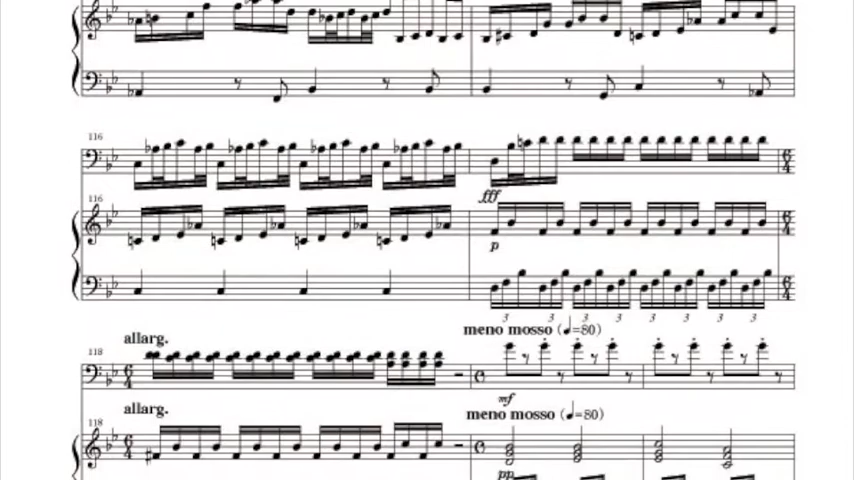 116
fff
116
p
3 3 3 3 3 3 3 3
meno mosso (♩=80)
allarg.
118
mf
allarg.
meno mosso (♩=80)
118
pp